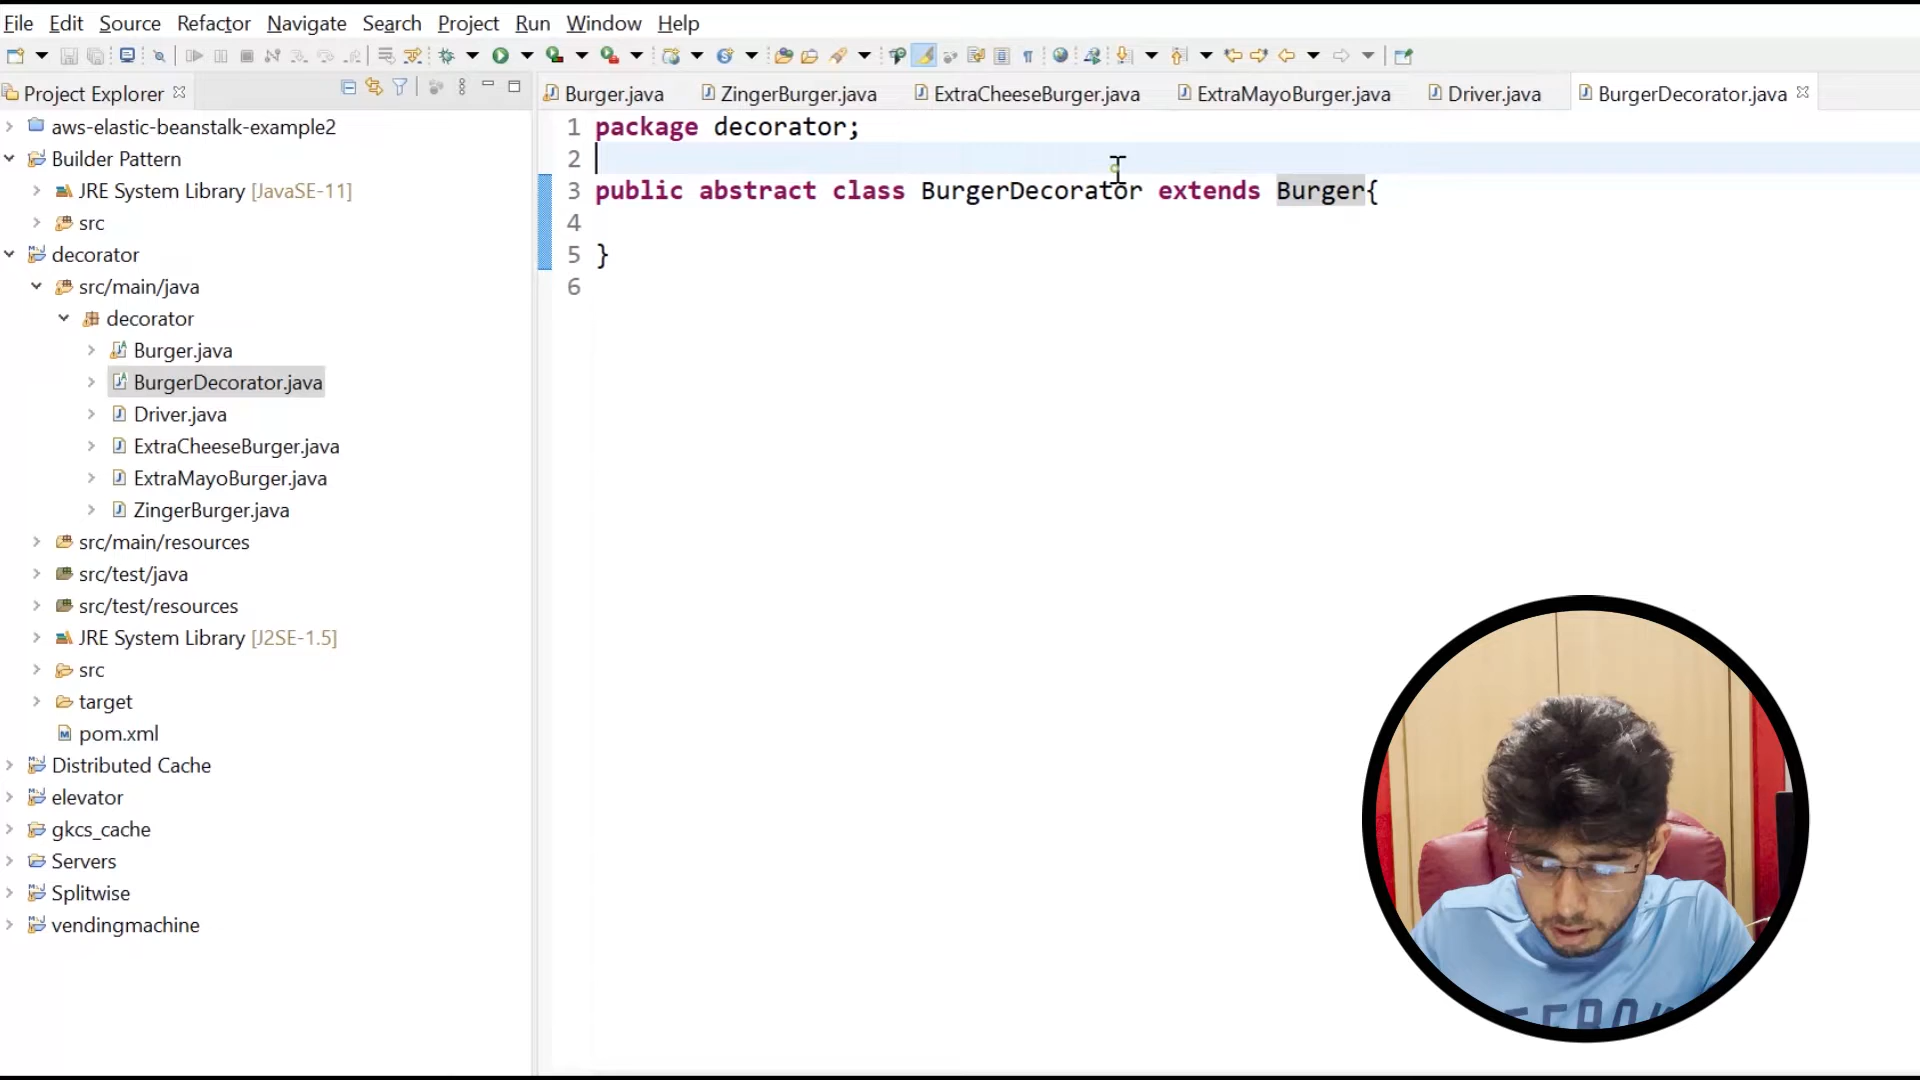 File Edit Source Refactor Navigate Search Project Run Window Help
Project Explorer
Burger.java ZingerBurger.java ExtraCheeseBurger.java ExtraMayoBurger.java Driver.java BurgerDecorator.java
aws-elastic-beanstalk-example2
Builder Pattern
JRE System Library [JavaSE-11]
src
decorator
src/main/java
decorator
Burger.java
BurgerDecorator.java
Driver.java
ExtraCheeseBurger.java
ExtraMayoBurger.java
ZingerBurger.java
src/main/resources
src/test/java
src/test/resources
JRE System Library [J2SE-1.5]
src
target
pom.xml
Distributed Cache
elevator
gkcs_cache
Servers
Splitwise
vendingmachine
1 package decorator;
2
3 public abstract class BurgerDecorator extends Burger{
4
5 }
6